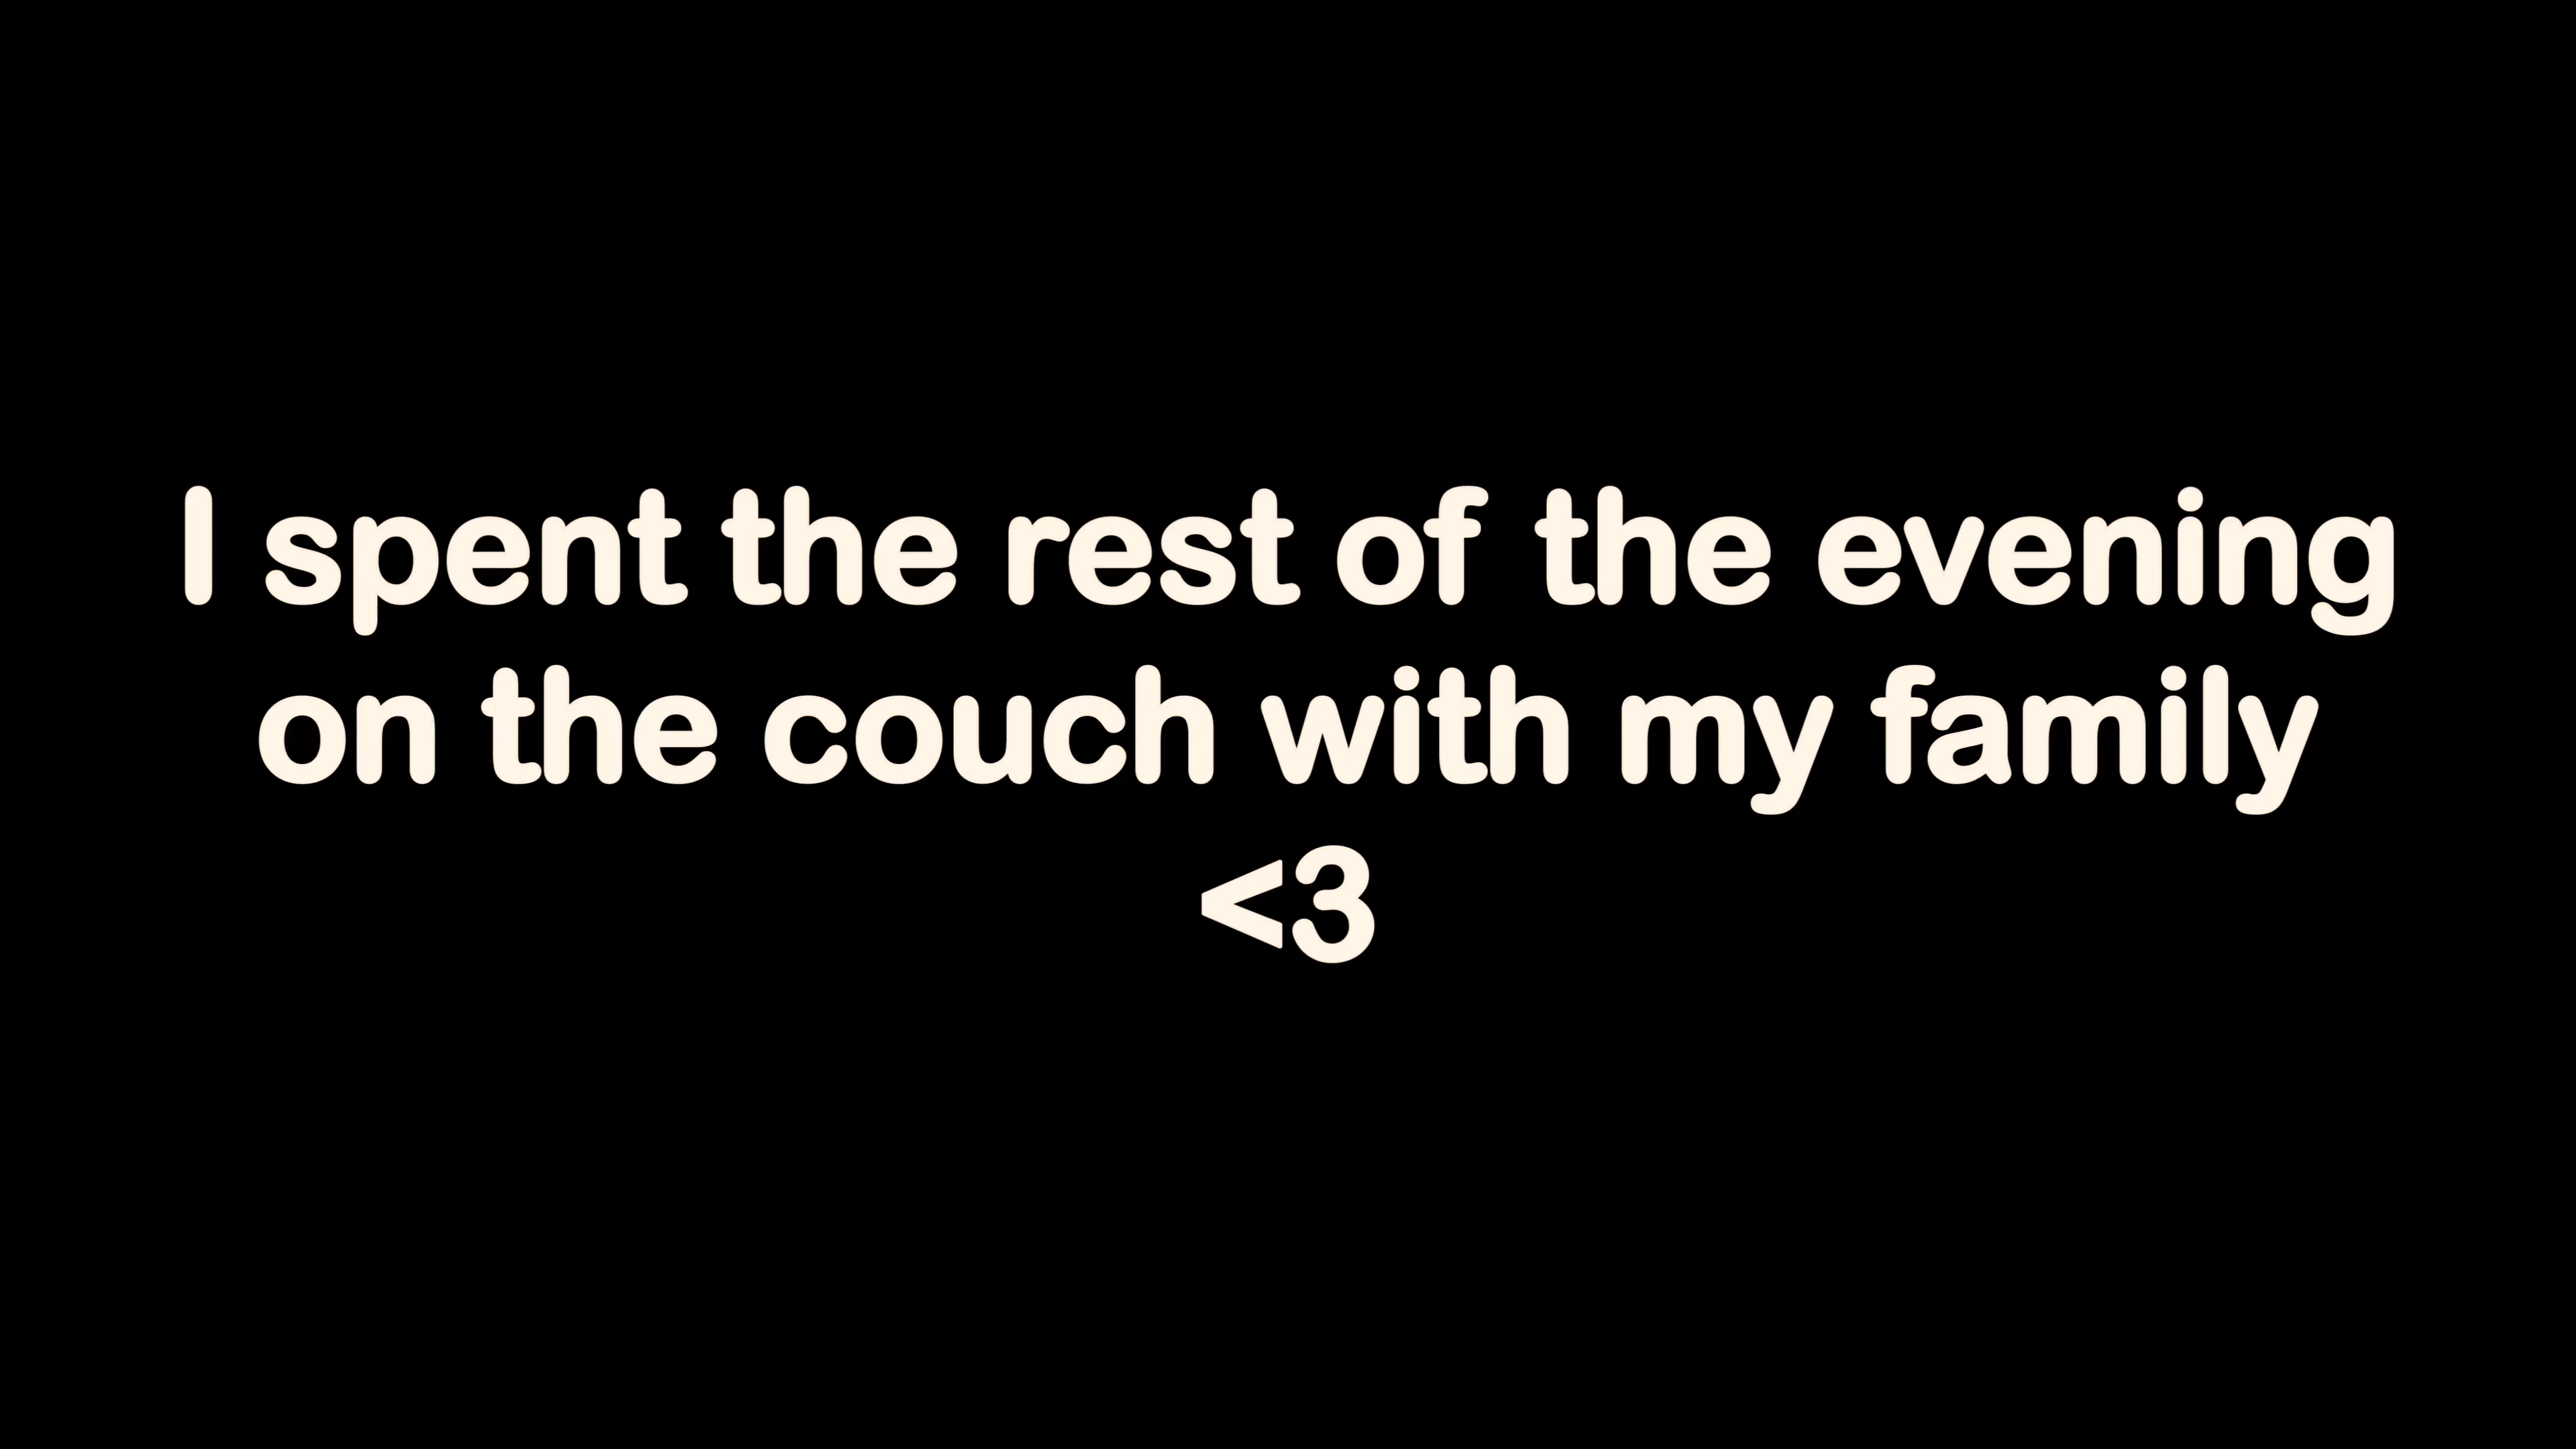 I spent the rest of the evening
on the couch with my family
<3